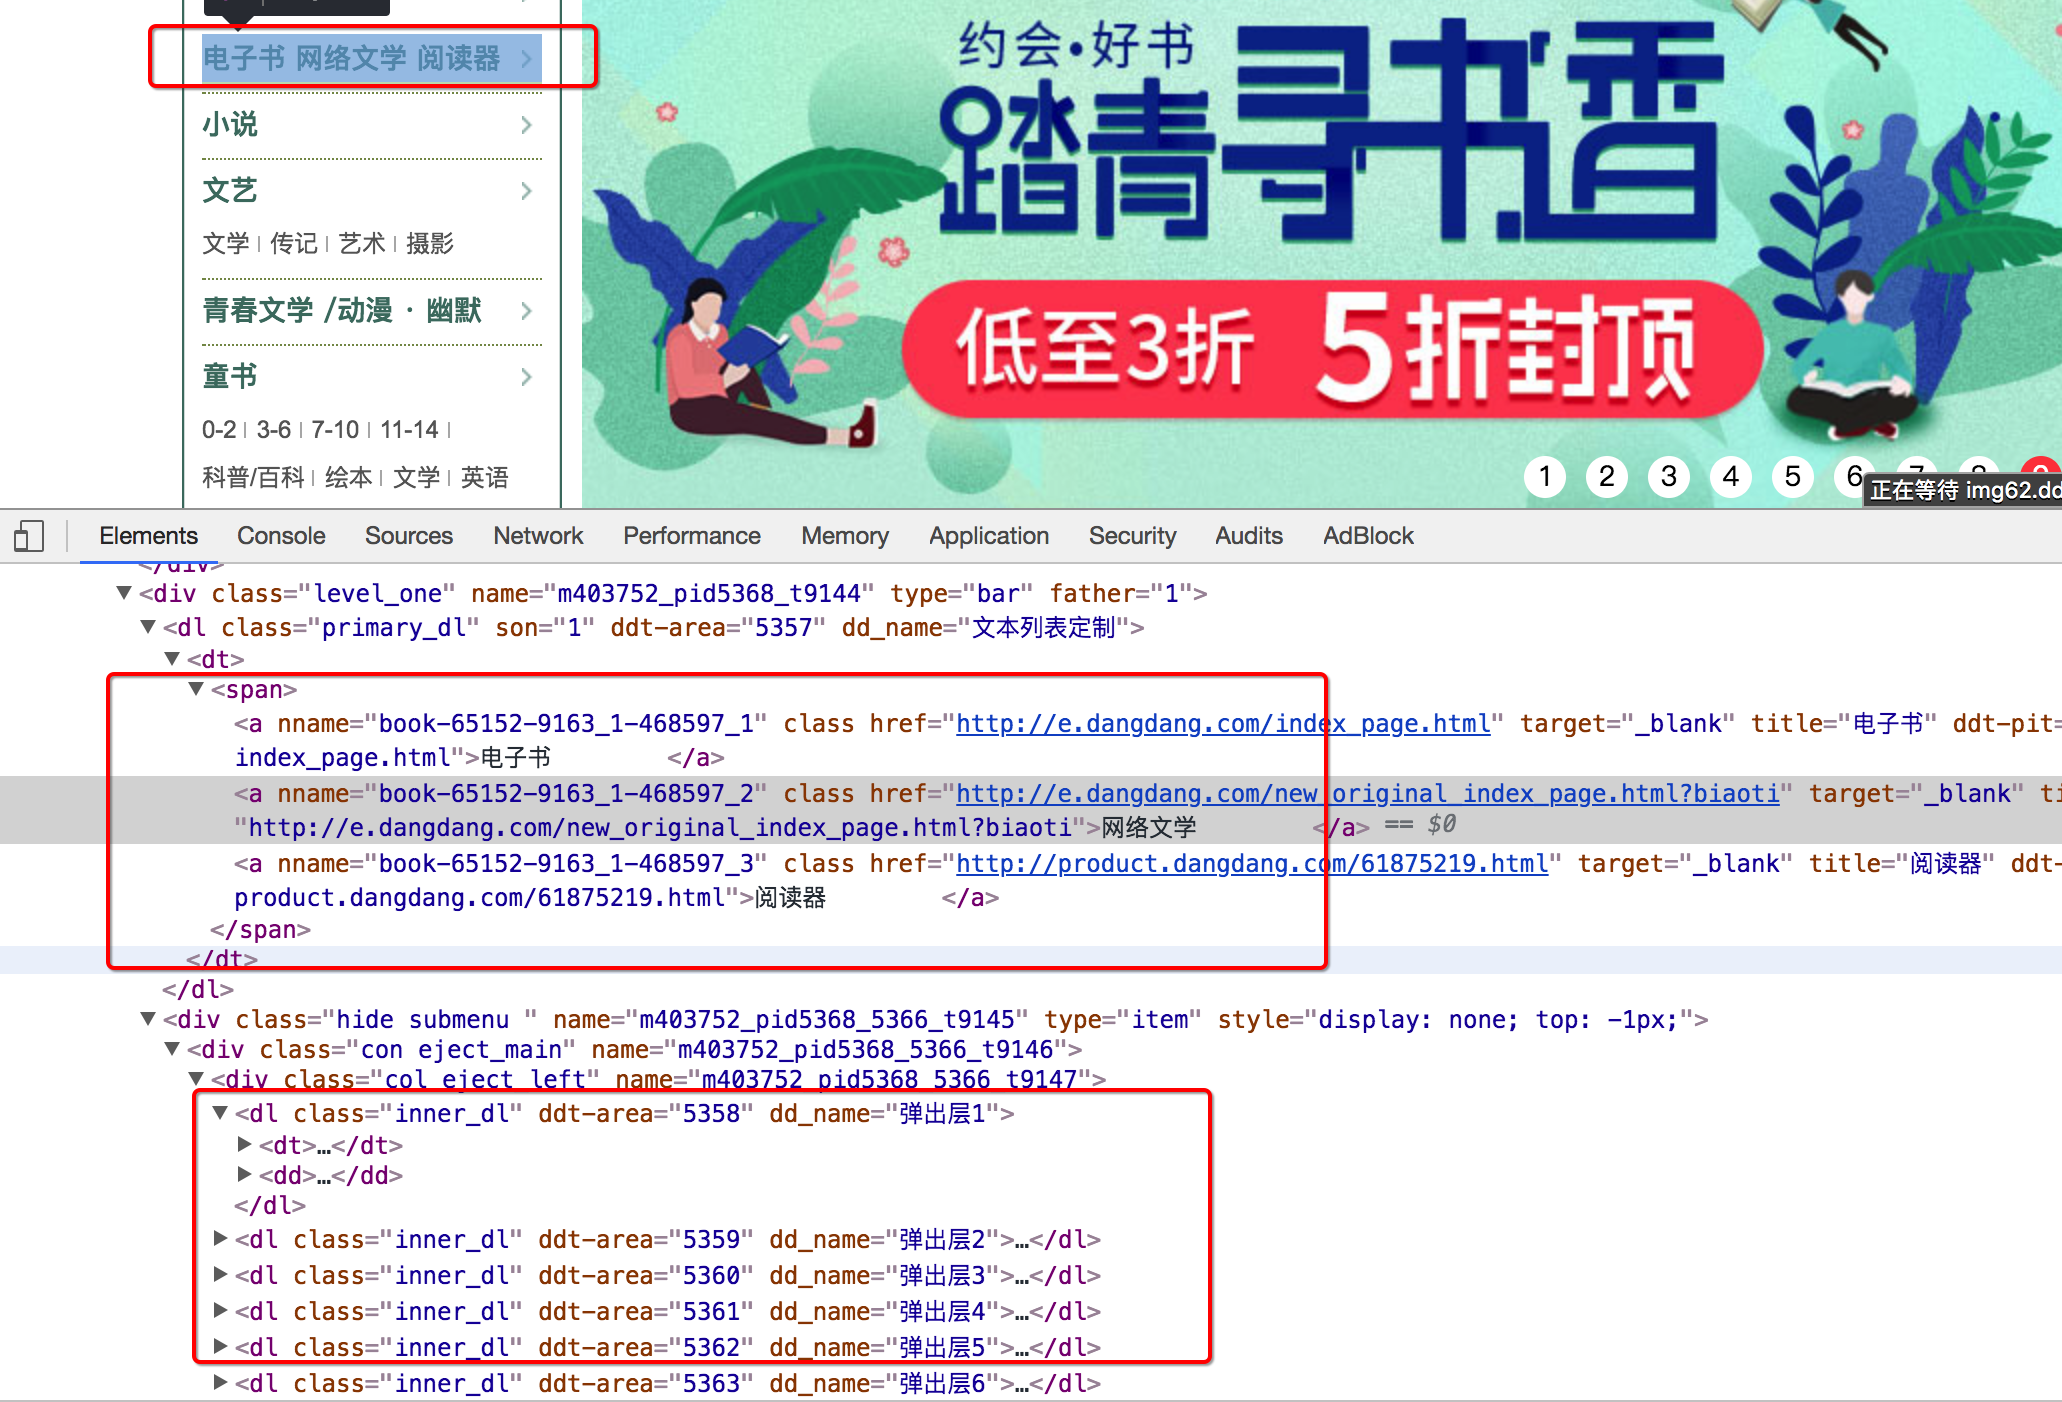 电子书 网络文学 阅读器
小说
文艺
文学 | 传记 | 艺术 | 摄影
青春文学 /动漫 · 幽默
童书
0-2 | 3-6 | 7-10 | 11-14 |
科普/百科 | 绘本 | 文学 | 英语
约会·好书
踏青寻书香
低至3折 5折封顶
1 2 3 4 5 6 7 8 9
正在等待 img62.dd
Elements Console Sources Network Performance Memory Application Security Audits AdBlock
</div>
<div class="level_one" name="m403752_pid5368_t9144" type="bar" father="1">
<dl class="primary_dl" son="1" ddt-area="5357" dd_name="文本列表定制">
<dt>
<span>
<a nname="book-65152-9163_1-468597_1" class href="http://e.dangdang.com/index_page.html" target="_blank" title="电子书" ddt-pit=
index_page.html">电子书 </a>
<a nname="book-65152-9163_1-468597_2" class href="http://e.dangdang.com/new_original_index_page.html?biaoti" target="_blank" ti
"http://e.dangdang.com/new_original_index_page.html?biaoti">网络文学 </a> == $0
<a nname="book-65152-9163_1-468597_3" class href="http://product.dangdang.com/61875219.html" target="_blank" title="阅读器" ddt-
product.dangdang.com/61875219.html">阅读器 </a>
</span>
</dt>
</dl>
<div class="hide submenu " name="m403752_pid5368_5366_t9145" type="item" style="display: none; top: -1px;">
<div class="con eject_main" name="m403752_pid5368_5366_t9146">
<div class="col eject_left" name="m403752_pid5368_5366_t9147">
<dl class="inner_dl" ddt-area="5358" dd_name="弹出层1">
<dt>…</dt>
<dd>…</dd>
</dl>
<dl class="inner_dl" ddt-area="5359" dd_name="弹出层2">…</dl>
<dl class="inner_dl" ddt-area="5360" dd_name="弹出层3">…</dl>
<dl class="inner_dl" ddt-area="5361" dd_name="弹出层4">…</dl>
<dl class="inner_dl" ddt-area="5362" dd_name="弹出层5">…</dl>
<dl class="inner_dl" ddt-area="5363" dd_name="弹出层6">…</dl>